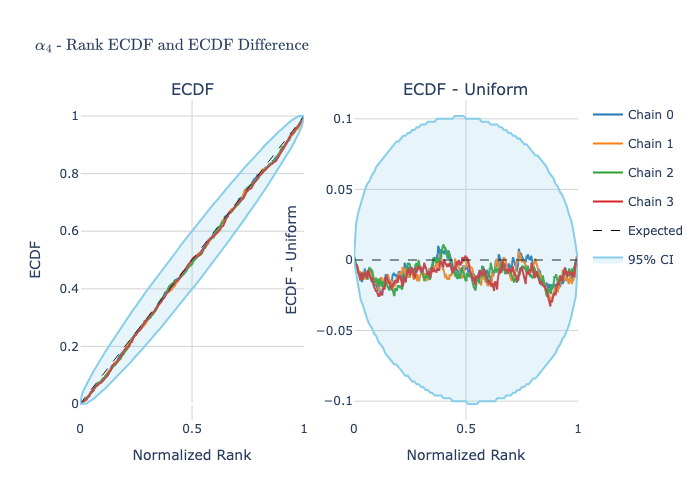 α₄ - Rank ECDF and ECDF Difference
ECDF
ECDF - Uniform
1
0.8
0.6
0.4
0.2
0
0
0.5
1
ECDF
Normalized Rank
0.1
0.05
0
−0.05
−0.1
0
0.5
1
ECDF - Uniform
Normalized Rank
Chain 0
Chain 1
Chain 2
Chain 3
Expected
95% CI